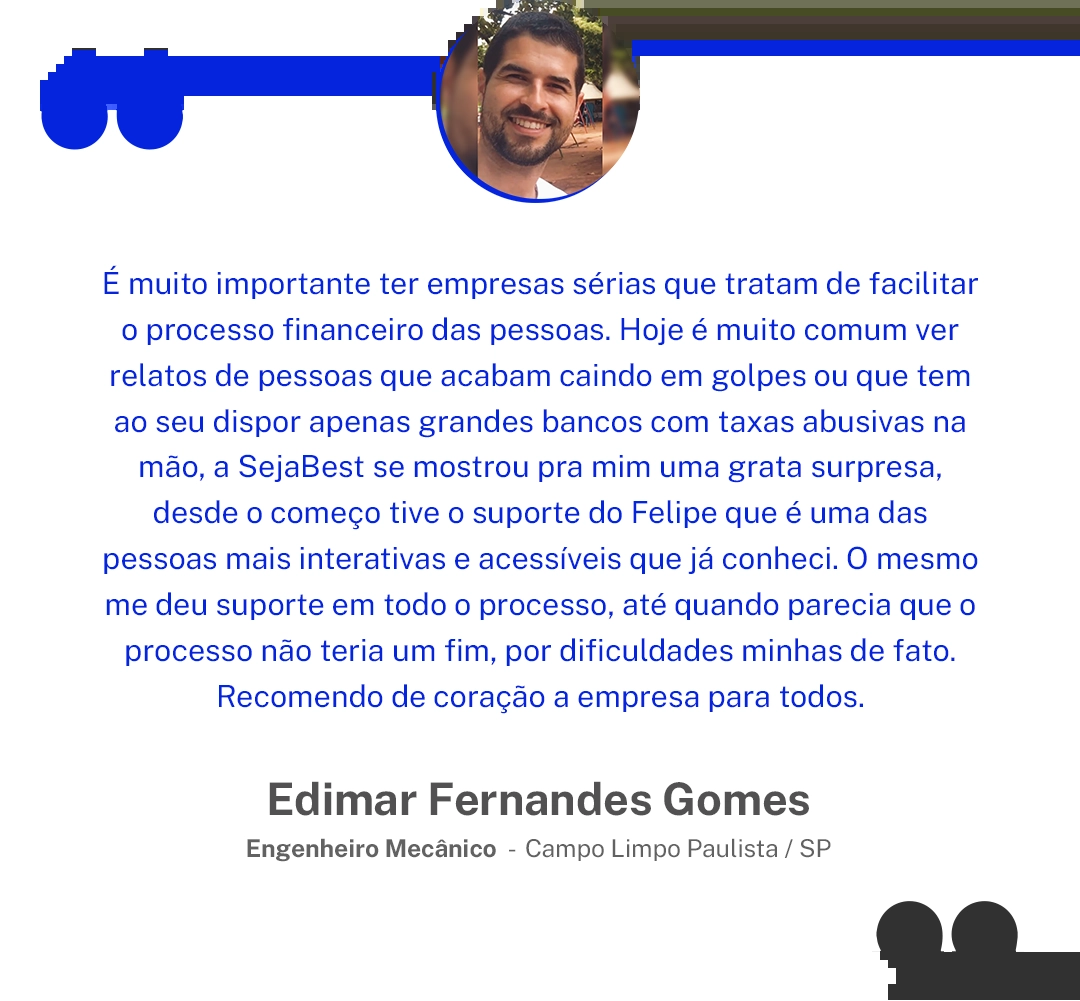 É muito importante ter empresas sérias que tratam de facilitar
o processo financeiro das pessoas. Hoje é muito comum ver
relatos de pessoas que acabam caindo em golpes ou que tem
ao seu dispor apenas grandes bancos com taxas abusivas na
mão, a SejaBest se mostrou pra mim uma grata surpresa,
desde o começo tive o suporte do Felipe que é uma das
pessoas mais interativas e acessíveis que já conheci. O mesmo
me deu suporte em todo o processo, até quando parecia que o
processo não teria um fim, por dificuldades minhas de fato.
Recomendo de coração a empresa para todos.
Edimar Fernandes Gomes
Engenheiro Mecânico - Campo Limpo Paulista / SP